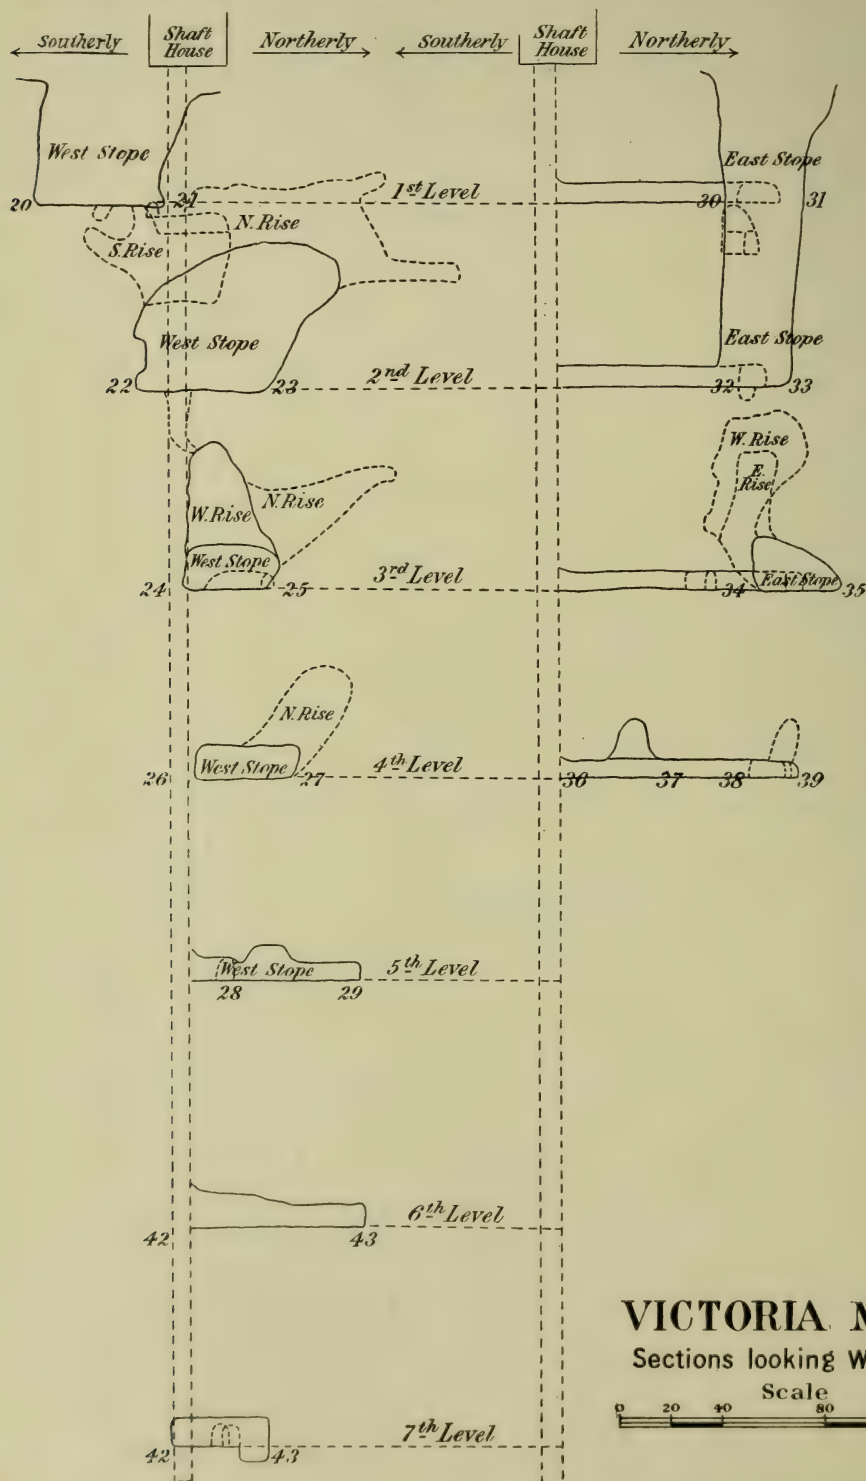 Southerly
Shaft House
Northerly
Southerly
Shaft House
Northerly
West Stope
East Stope
20
21
1st Level
30
31
S. Rise
N. Rise
West Stope
East Stope
22
23
2nd Level
32
33
W. Rise
N. Rise
W. Rise
E. Rise
West Stope
24
25
3rd Level
34
East Stope
35
N. Rise
West Stope
26
27
4th Level
36
37
38
39
West Stope
5th Level
28
29
6th Level
42
43
VICTORIA
Sections looking W
Scale
0 20 40 80
7th Level
42
43